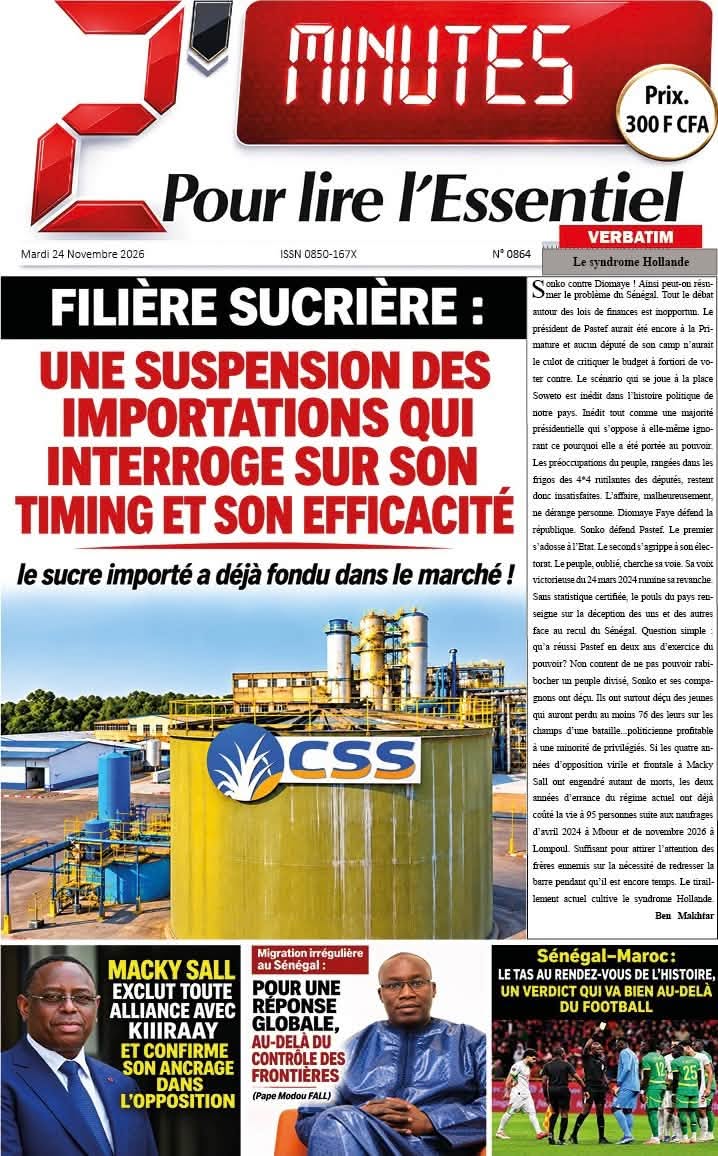 2' MINUTES
Prix.
300 F CFA
Pour lire l'Essentiel
Mardi 24 Novembre 2026
ISSN 0850-167X
N° 0864
VERBATIM
Le syndrome Hollande
FILIÈRE SUCRIÈRE :
UNE SUSPENSION DES
IMPORTATIONS QUI
INTERROGE SUR SON
TIMING ET SON EFFICACITÉ
le sucre importé a déjà fondu dans le marché !
CSS
Sonko contre Diomaye ! Ainsi peut-on résu-
mer le problème du Sénégal. Tout le débat
autour des lois de finances est inopportun. Le
président de Pastef aurait été encore à la Pri-
mature et aucun député de son camp n'aurait
le culot de critiquer le budget à fortiori de vo-
ter contre. Le scénario qui se joue à la place
Soweto est inédit dans l'histoire politique de
notre pays. Inédit tout comme une majorité
présidentielle qui s'oppose à elle-même igno-
rant ce pourquoi elle a été portée au pouvoir.
Les préoccupations du peuple, rangées dans les
frigos des 4*4 rutilantes des députés, restent
donc insatisfaites. L'affaire, malheureusement,
ne dérange personne. Diomaye Faye défend la
république. Sonko défend Pastef. Le premier
s'adosse à l'Etat. Le second s'agrippe à son élec-
torat. Le peuple, oublié, cherche sa voie. Sa voix
victorieuse du 24 mars 2024 rumine sa revanche.
Sans statistique certifiée, le pouls du pays ren-
seigne sur la déception des uns et des autres
face au recul du Sénégal. Question simple :
qu'a réussi Pastef en deux ans d'exercice du
pouvoir? Non content de ne pas pouvoir rabi-
bocher un peuple divisé, Sonko et ses compa-
gnons ont déçu. Ils ont surtout déçu des jeunes
qui auront perdu au moins 76 des leurs sur les
champs d'une bataille...politicienne profitable
à une minorité de privilégiés. Si les quatre an-
nées d'opposition virile et frontale à Macky
Sall ont engendré autant de morts, les deux
années d'errance du régime actuel ont déjà
coûté la vie à 95 personnes suite aux naufrages
d'avril 2024 à Mbour et de novembre 2026 à
Lompoul. Suffisant pour attirer l'attention des
frères ennemis sur la nécessité de redresser la
barre pendant qu'il est encore temps. Le tirail-
lement actuel cultive le syndrome Hollande.
Ben Makhtar
MACKY SALL
EXCLUT TOUTE
ALLIANCE AVEC
KIIIRAAY
ET CONFIRME
SON ANCRAGE
DANS
L'OPPOSITION
Migration irrégulière
au Sénégal :
POUR UNE
RÉPONSE
GLOBALE,
AU-DELÀ DU
CONTRÔLE DES
FRONTIÈRES
(Pape Modou FALL)
Sénégal–Maroc :
LE TAS AU RENDEZ-VOUS DE L'HISTOIRE,
UN VERDICT QUI VA BIEN AU-DELÀ
DU FOOTBALL
12
25